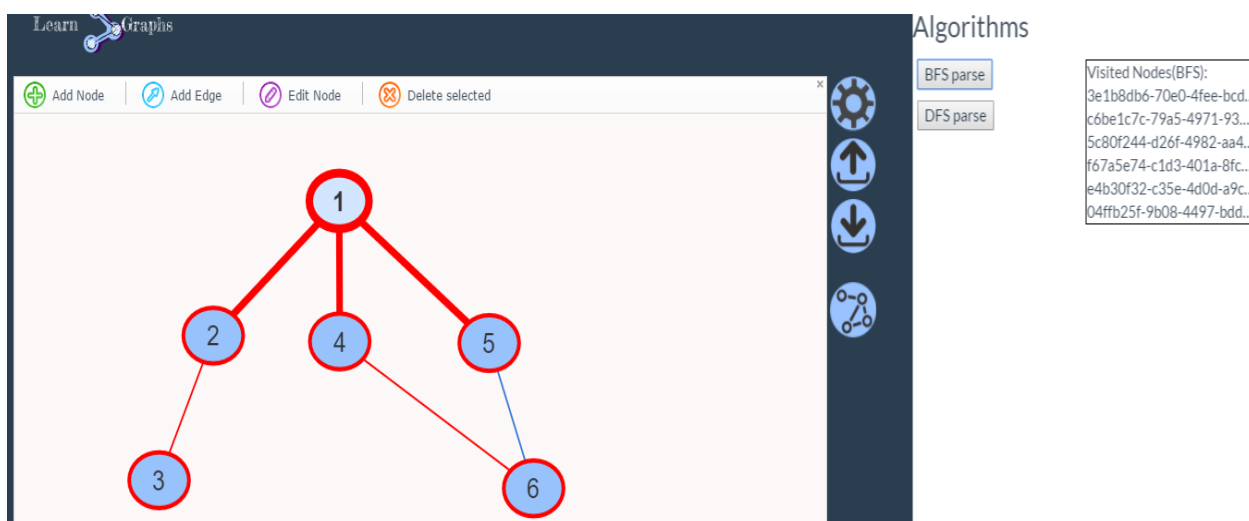 Learn Graphs
Algorithms
Add Node
Add Edge
Edit Node
Delete selected
×
BFS parse
DFS parse
Visited Nodes(BFS):
3e1b8db6-70e0-4fee-bcd...
c6be1c7c-79a5-4971-93...
5c80f244-d26f-4982-aa4...
f67a5e74-c1d3-401a-8fc...
e4b30f32-c35e-4d0d-a9c...
04ffb25f-9b08-4497-bdd...
1
2
4
5
3
6